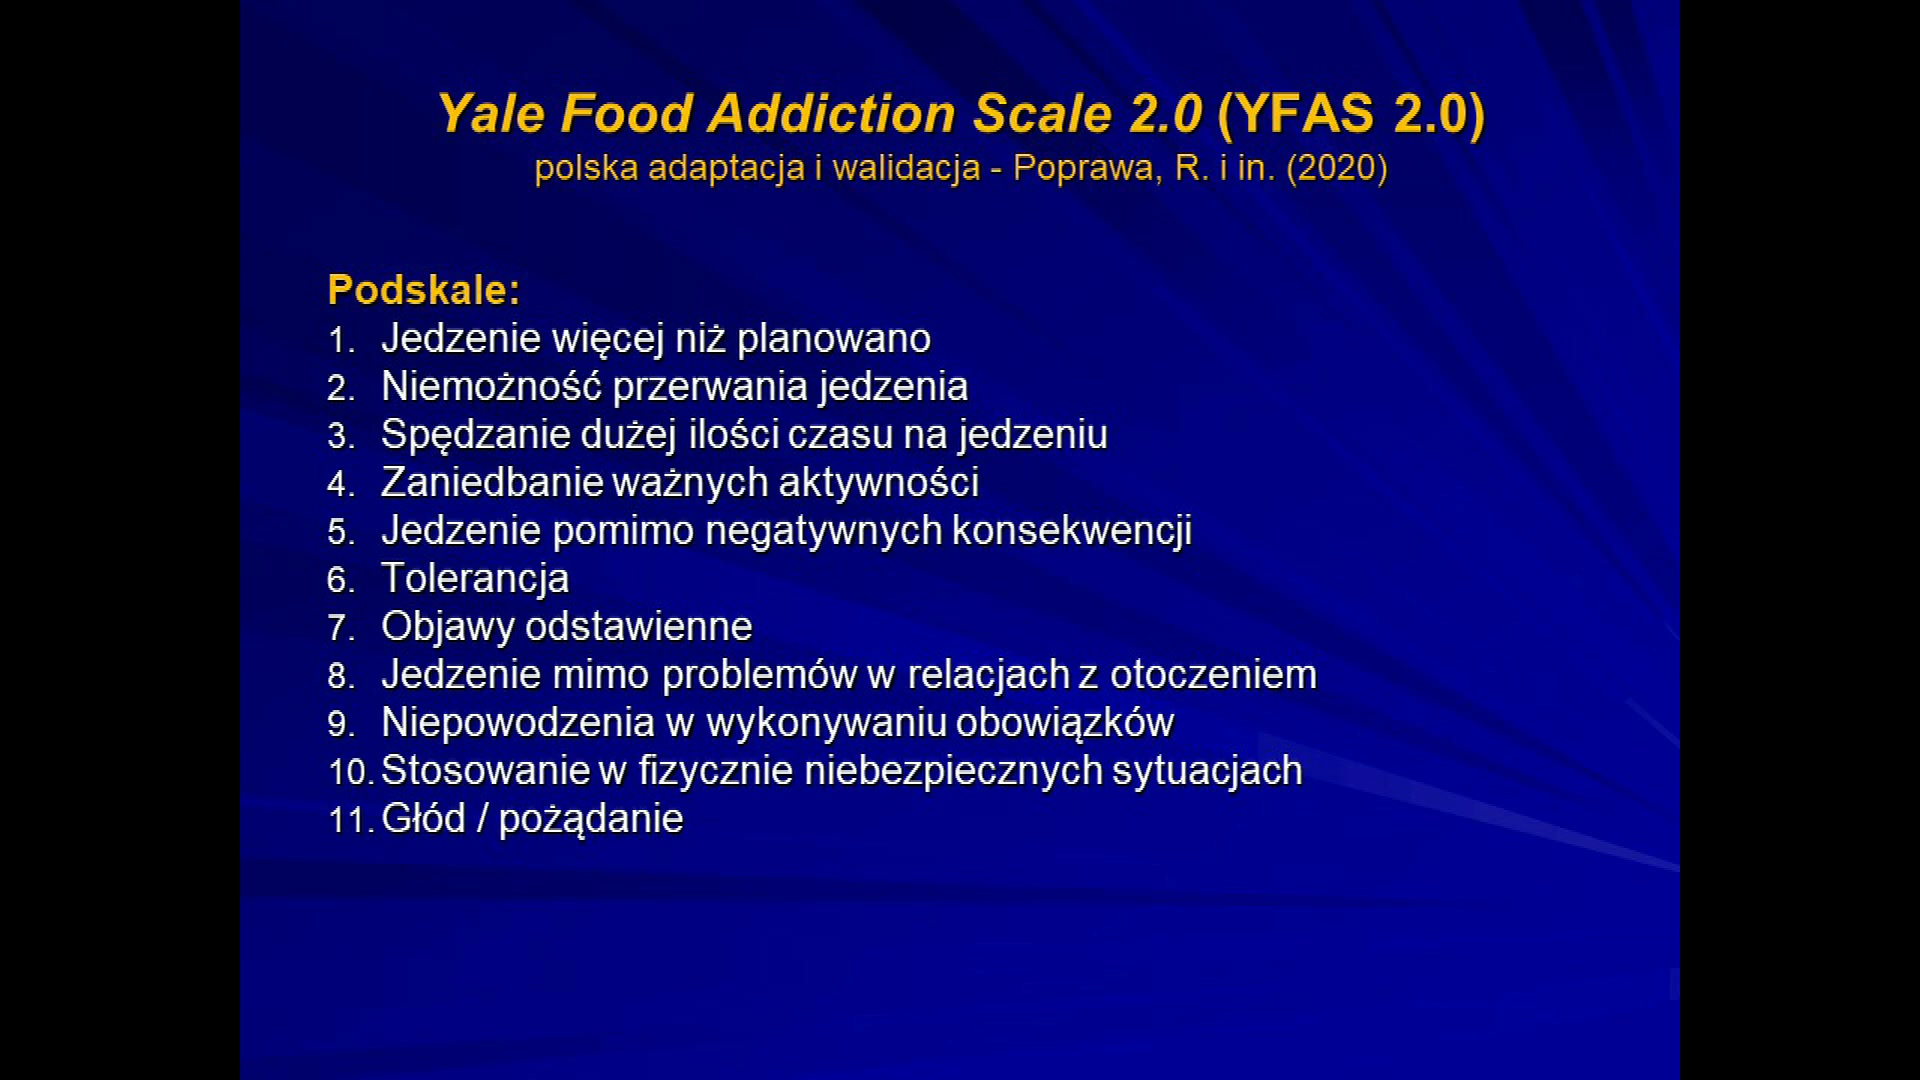 Yale Food Addiction Scale 2.0 (YFAS 2.0)
polska adaptacja i walidacja - Poprawa, R. i in. (2020)
Podskale:
1. Jedzenie więcej niż planowano
2. Niemożność przerwania jedzenia
3. Spędzanie dużej ilości czasu na jedzeniu
4. Zaniedbanie ważnych aktywności
5. Jedzenie pomimo negatywnych konsekwencji
6. Tolerancja
7. Objawy odstawienne
8. Jedzenie mimo problemów w relacjach z otoczeniem
9. Niepowodzenia w wykonywaniu obowiązków
10. Stosowanie w fizycznie niebezpiecznych sytuacjach
11. Głód / pożądanie